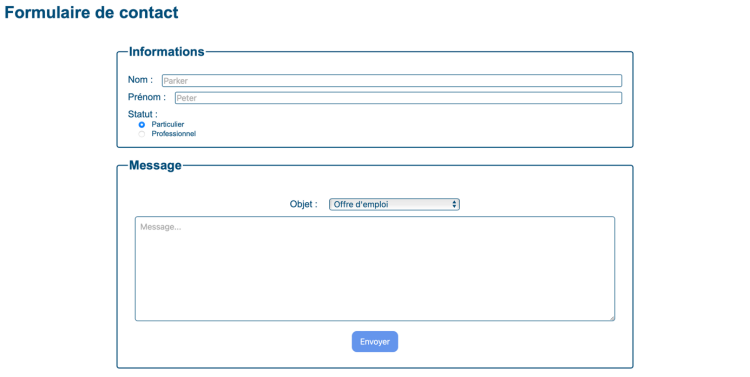 Formulaire de contact
Informations
Nom : Parker
Prénom : Peter
Statut :
Particulier
Professionnel
Message
Objet : Offre d'emploi
Message...
Envoyer